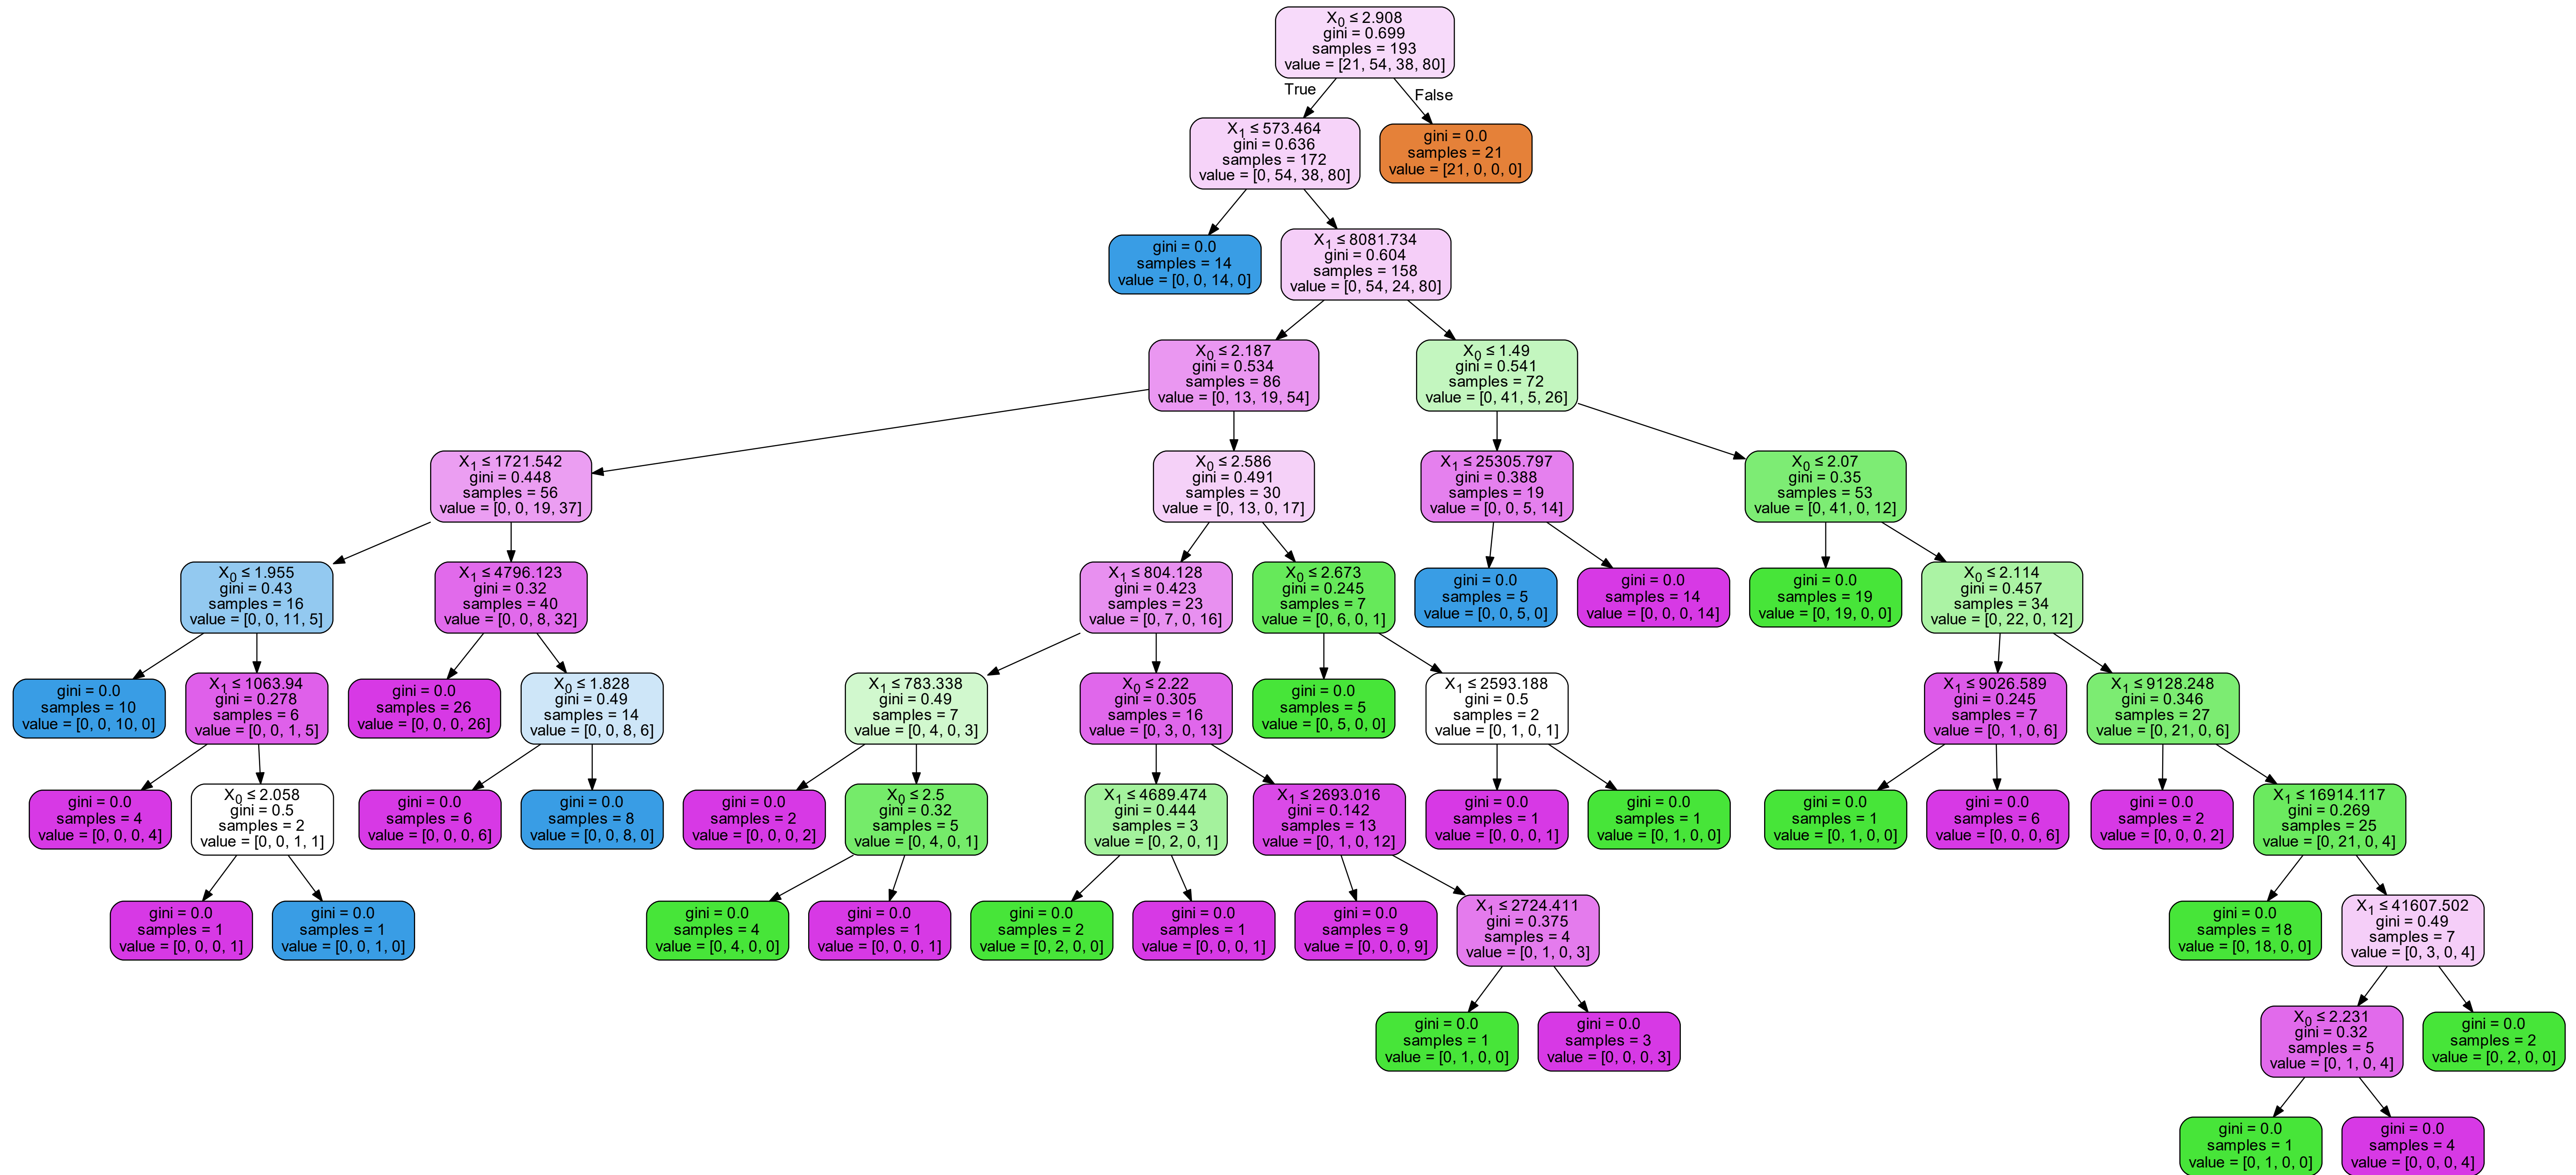 X0 ≤ 2.908
gini = 0.699
samples = 193
value = [21, 54, 38, 80]
True
False
X1 ≤ 573.464
gini = 0.636
samples = 172
value = [0, 54, 38, 80]
gini = 0.0
samples = 21
value = [21, 0, 0, 0]
gini = 0.0
samples = 14
value = [0, 0, 14, 0]
X1 ≤ 8081.734
gini = 0.604
samples = 158
value = [0, 54, 24, 80]
X0 ≤ 2.187
gini = 0.534
samples = 86
value = [0, 13, 19, 54]
X0 ≤ 1.49
gini = 0.541
samples = 72
value = [0, 41, 5, 26]
X1 ≤ 1721.542
gini = 0.448
samples = 56
value = [0, 0, 19, 37]
X0 ≤ 2.586
gini = 0.491
samples = 30
value = [0, 13, 0, 17]
X1 ≤ 25305.797
gini = 0.388
samples = 19
value = [0, 0, 5, 14]
X0 ≤ 2.07
gini = 0.35
samples = 53
value = [0, 41, 0, 12]
X0 ≤ 1.955
gini = 0.43
samples = 16
value = [0, 0, 11, 5]
X1 ≤ 4796.123
gini = 0.32
samples = 40
value = [0, 0, 8, 32]
X1 ≤ 804.128
gini = 0.423
samples = 23
value = [0, 7, 0, 16]
X0 ≤ 2.673
gini = 0.245
samples = 7
value = [0, 6, 0, 1]
gini = 0.0
samples = 5
value = [0, 0, 5, 0]
gini = 0.0
samples = 14
value = [0, 0, 0, 14]
gini = 0.0
samples = 19
value = [0, 19, 0, 0]
X0 ≤ 2.114
gini = 0.457
samples = 34
value = [0, 22, 0, 12]
gini = 0.0
samples = 10
value = [0, 0, 10, 0]
X1 ≤ 1063.94
gini = 0.278
samples = 6
value = [0, 0, 1, 5]
gini = 0.0
samples = 26
value = [0, 0, 0, 26]
X0 ≤ 1.828
gini = 0.49
samples = 14
value = [0, 0, 8, 6]
X1 ≤ 783.338
gini = 0.49
samples = 7
value = [0, 4, 0, 3]
X0 ≤ 2.22
gini = 0.305
samples = 16
value = [0, 3, 0, 13]
gini = 0.0
samples = 5
value = [0, 5, 0, 0]
X1 ≤ 2593.188
gini = 0.5
samples = 2
value = [0, 1, 0, 1]
X1 ≤ 9026.589
gini = 0.245
samples = 7
value = [0, 1, 0, 6]
X1 ≤ 9128.248
gini = 0.346
samples = 27
value = [0, 21, 0, 6]
gini = 0.0
samples = 4
value = [0, 0, 0, 4]
X0 ≤ 2.058
gini = 0.5
samples = 2
value = [0, 0, 1, 1]
gini = 0.0
samples = 6
value = [0, 0, 0, 6]
gini = 0.0
samples = 8
value = [0, 0, 8, 0]
gini = 0.0
samples = 2
value = [0, 0, 0, 2]
X0 ≤ 2.5
gini = 0.32
samples = 5
value = [0, 4, 0, 1]
X1 ≤ 4689.474
gini = 0.444
samples = 3
value = [0, 2, 0, 1]
X1 ≤ 2693.016
gini = 0.142
samples = 13
value = [0, 1, 0, 12]
gini = 0.0
samples = 1
value = [0, 0, 0, 1]
gini = 0.0
samples = 1
value = [0, 1, 0, 0]
gini = 0.0
samples = 1
value = [0, 1, 0, 0]
gini = 0.0
samples = 6
value = [0, 0, 0, 6]
gini = 0.0
samples = 2
value = [0, 0, 0, 2]
X1 ≤ 16914.117
gini = 0.269
samples = 25
value = [0, 21, 0, 4]
gini = 0.0
samples = 1
value = [0, 0, 0, 1]
gini = 0.0
samples = 1
value = [0, 0, 1, 0]
gini = 0.0
samples = 4
value = [0, 4, 0, 0]
gini = 0.0
samples = 1
value = [0, 0, 0, 1]
gini = 0.0
samples = 2
value = [0, 2, 0, 0]
gini = 0.0
samples = 1
value = [0, 0, 0, 1]
gini = 0.0
samples = 9
value = [0, 0, 0, 9]
X1 ≤ 2724.411
gini = 0.375
samples = 4
value = [0, 1, 0, 3]
gini = 0.0
samples = 18
value = [0, 18, 0, 0]
X1 ≤ 41607.502
gini = 0.49
samples = 7
value = [0, 3, 0, 4]
gini = 0.0
samples = 1
value = [0, 1, 0, 0]
gini = 0.0
samples = 3
value = [0, 0, 0, 3]
X0 ≤ 2.231
gini = 0.32
samples = 5
value = [0, 1, 0, 4]
gini = 0.0
samples = 2
value = [0, 2, 0, 0]
gini = 0.0
samples = 1
value = [0, 1, 0, 0]
gini = 0.0
samples = 4
value = [0, 0, 0, 4]